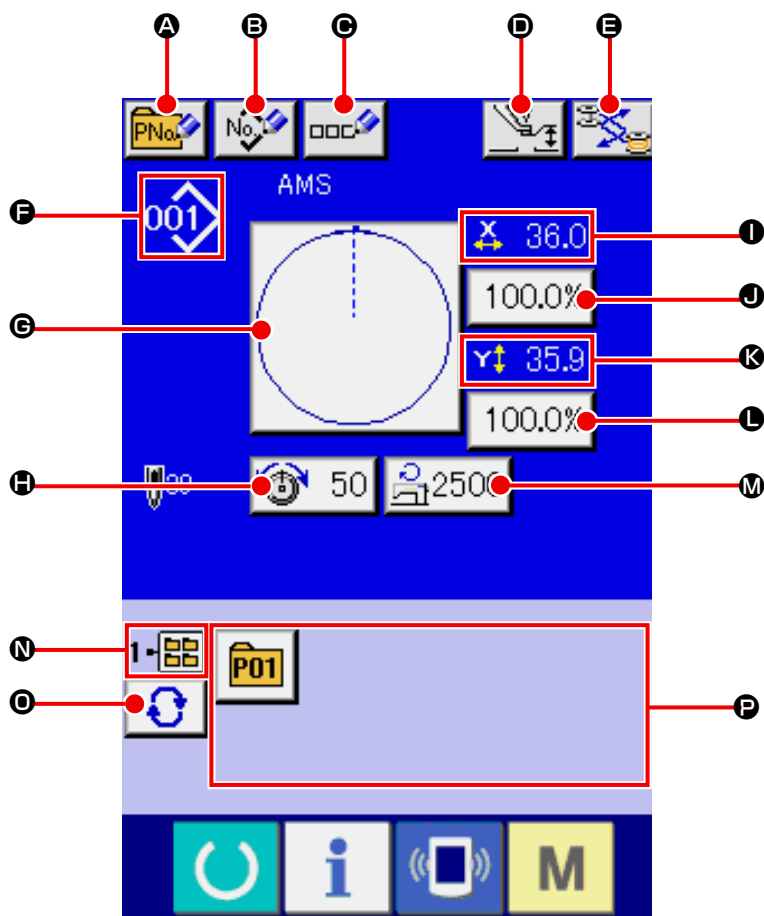 A B C D E
PNo. No.
F 001 AMS X 36.0 I
100.0% J
G Y 35.9 K
100.0% L
H 50 2500 M
N 1
P01
O P
i M